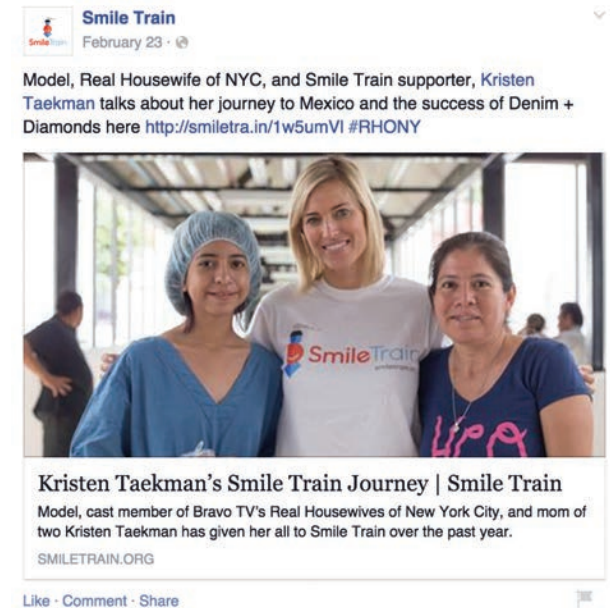 Smile Train
SmileTrain
February 23 ·
Model, Real Housewife of NYC, and Smile Train supporter, Kristen
Taekman talks about her journey to Mexico and the success of Denim +
Diamonds here http://smiletra.in/1w5umVI #RHONY
SmileTrain
Kristen Taekman's Smile Train Journey | Smile Train
Model, cast member of Bravo TV's Real Housewives of New York City, and mom of
two Kristen Taekman has given her all to Smile Train over the past year.
SMILETRAIN.ORG
Like · Comment · Share